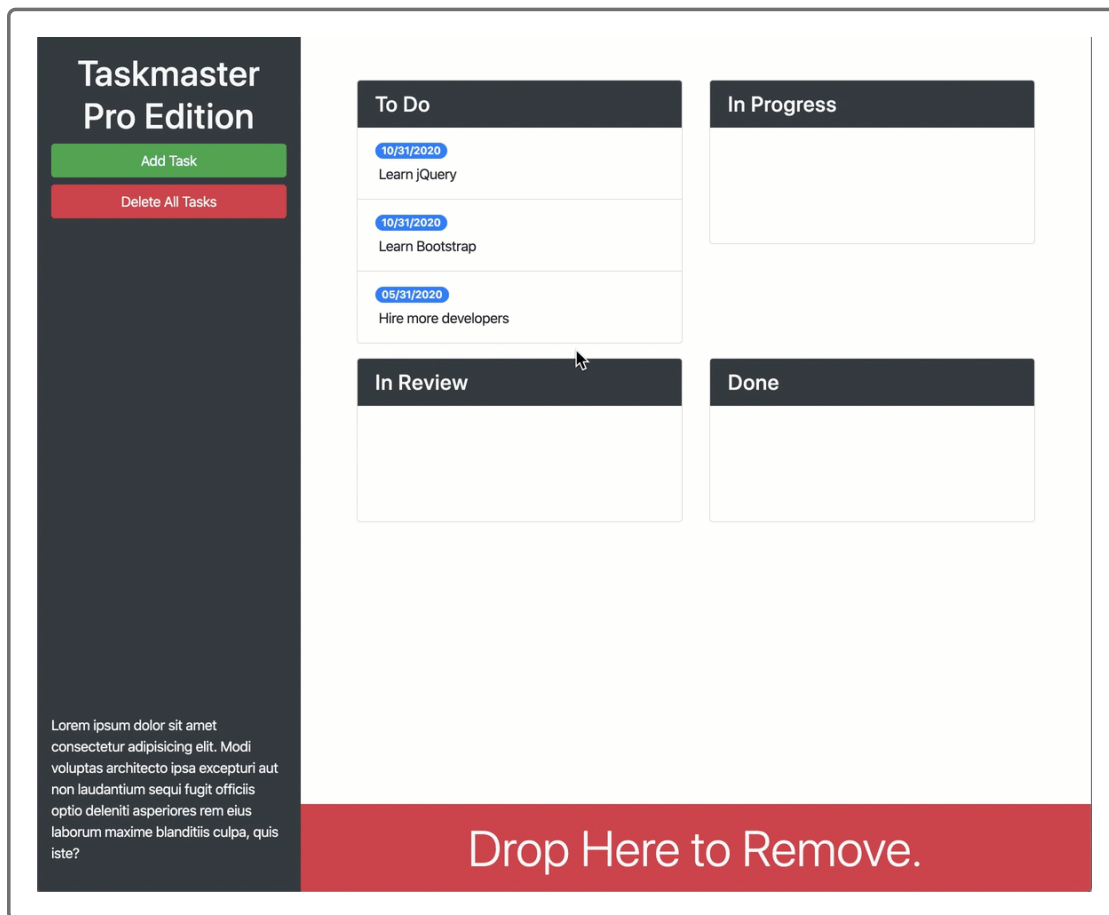 Taskmaster
Pro Edition
Add Task
Delete All Tasks
To Do
10/31/2020
Learn jQuery
10/31/2020
Learn Bootstrap
05/31/2020
Hire more developers
In Progress
In Review
Done
Lorem ipsum dolor sit amet
consectetur adipisicing elit. Modi
voluptas architecto ipsa excepturi aut
non laudantium sequi fugit officiis
optio deleniti asperiores rem eius
laborum maxime blanditiis culpa, quis
iste?
Drop Here to Remove.